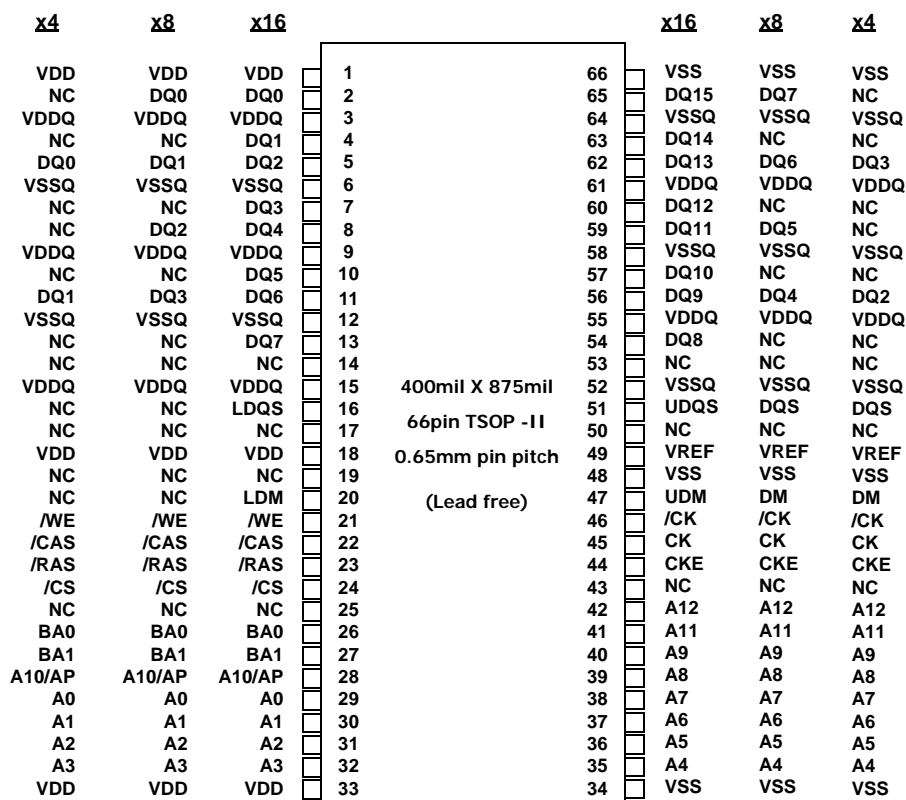 x4 x8 x16 x16 x8 x4
VDD VDD VDD 1 66 VSS VSS VSS
NC DQ0 DQ0 2 65 DQ15 DQ7 NC
VDDQ VDDQ VDDQ 3 64 VSSQ VSSQ VSSQ
NC NC DQ1 4 63 DQ14 NC NC
DQ0 DQ1 DQ2 5 62 DQ13 DQ6 DQ3
VSSQ VSSQ VSSQ 6 61 VDDQ VDDQ VDDQ
NC NC DQ3 7 60 DQ12 NC NC
NC DQ2 DQ4 8 59 DQ11 DQ5 NC
VDDQ VDDQ VDDQ 9 58 VSSQ VSSQ VSSQ
NC NC DQ5 10 57 DQ10 NC NC
DQ1 DQ3 DQ6 11 56 DQ9 DQ4 DQ2
VSSQ VSSQ VSSQ 12 55 VDDQ VDDQ VDDQ
NC NC DQ7 13 54 DQ8 NC NC
NC NC NC 14 53 NC NC NC
VDDQ VDDQ VDDQ 15 400mil X 875mil 52 VSSQ VSSQ VSSQ
NC NC LDQS 16 66pin TSOP -II 51 UDQS DQS DQS
NC NC NC 17 50 NC NC NC
VDD VDD VDD 18 0.65mm pin pitch 49 VREF VREF VREF
NC NC NC 19 48 VSS VSS VSS
NC NC LDM 20 (Lead free) 47 UDM DM DM
/WE /WE /WE 21 46 /CK /CK /CK
/CAS /CAS /CAS 22 45 CK CK CK
/RAS /RAS /RAS 23 44 CKE CKE CKE
/CS /CS /CS 24 43 NC NC NC
NC NC NC 25 42 A12 A12 A12
BA0 BA0 BA0 26 41 A11 A11 A11
BA1 BA1 BA1 27 40 A9 A9 A9
A10/AP A10/AP A10/AP 28 39 A8 A8 A8
A0 A0 A0 29 38 A7 A7 A7
A1 A1 A1 30 37 A6 A6 A6
A2 A2 A2 31 36 A5 A5 A5
A3 A3 A3 32 35 A4 A4 A4
VDD VDD VDD 33 34 VSS VSS VSS